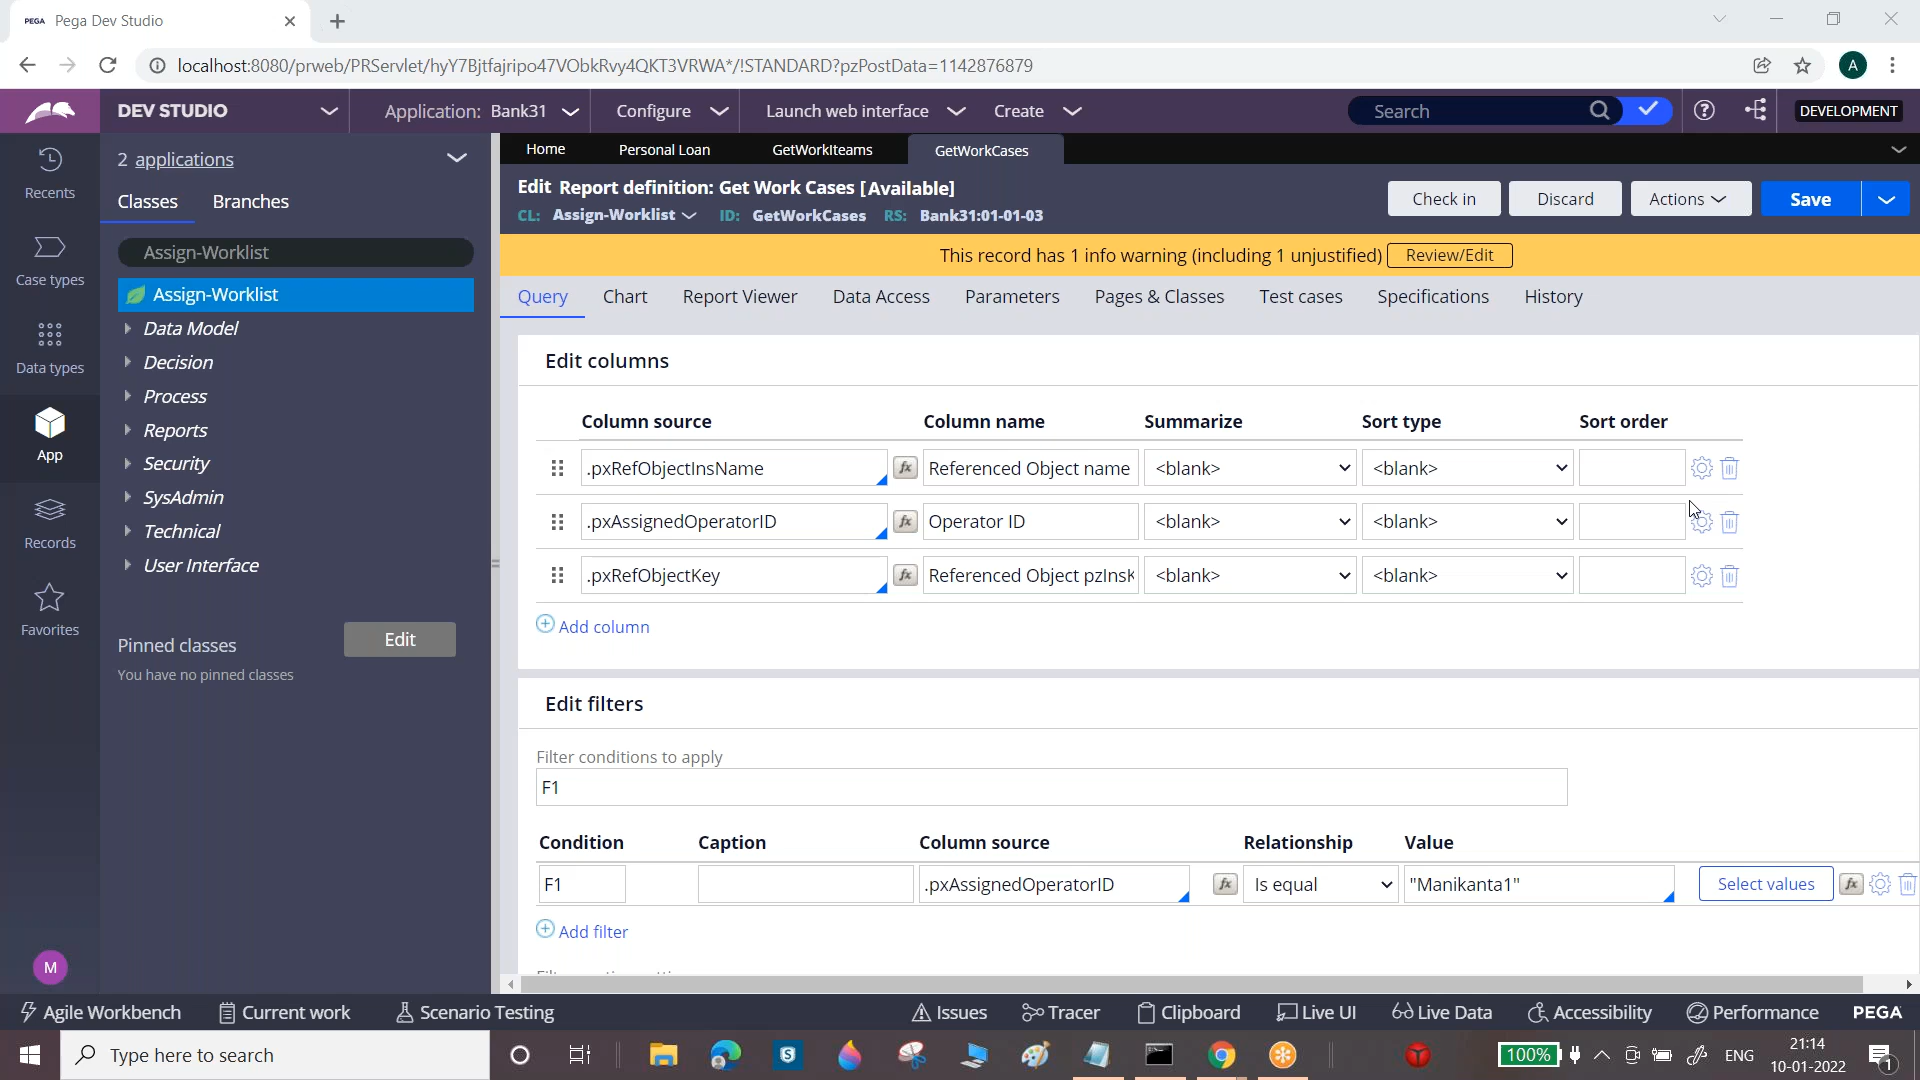 PEGA Pega Dev Studio
localhost:8080/prweb/PRServlet/hyY7Bjtfajripo47VObkRvy4QKT3VRWA*/!STANDARD?pzPostData=1142876879
A
DEV STUDIO
Application: Bank31
Configure
Launch web interface
Create
Search
DEVELOPMENT
Recents
Case types
Data types
App
Records
Favorites
M
2 applications
Classes Branches
Assign-Worklist
Assign-Worklist
Data Model
Decision
Process
Reports
Security
SysAdmin
Technical
User Interface
Pinned classes
Edit
You have no pinned classes
Home Personal Loan GetWorkIteams GetWorkCases
Edit Report definition: Get Work Cases [Available]
CL: Assign-Worklist ID: GetWorkCases RS: Bank31:01-01-03
Check in Discard Actions Save
This record has 1 info warning (including 1 unjustified) Review/Edit
Query Chart Report Viewer Data Access Parameters Pages & Classes Test cases Specifications History
Edit columns
Column source Column name Summarize Sort type Sort order
.pxRefObjectInsName fx Referenced Object name <blank> <blank>
.pxAssignedOperatorID fx Operator ID <blank> <blank>
.pxRefObjectKey fx Referenced Object pzInsK <blank> <blank>
Add column
Edit filters
Filter conditions to apply
F1
Condition Caption Column source Relationship Value
F1 .pxAssignedOperatorID fx Is equal "Manikanta1" Select values fx
Add filter
Agile Workbench Current work Scenario Testing Issues Tracer Clipboard Live UI Live Data Accessibility Performance PEGA
Type here to search
S
100%
ENG
21:14
10-01-2022
1